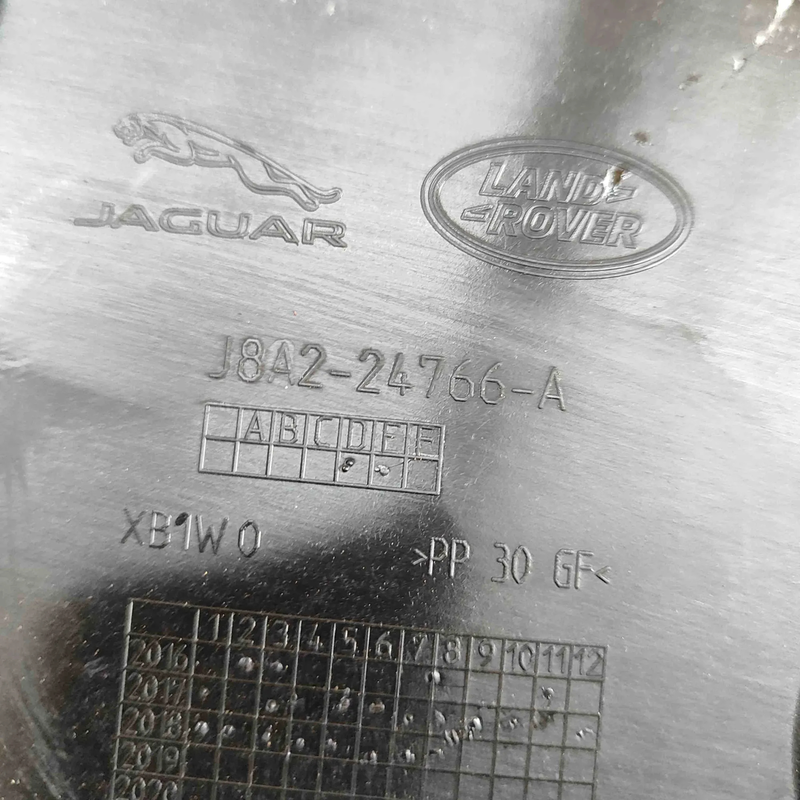 JAGUAR
LAND
ROVER
J8A2-24766-A
A B C D E F
XB1W0
>PP 30 GF<
1 2 3 4 5 6 7 8 9 10 11 12
2016
2017
2018
2019
2020